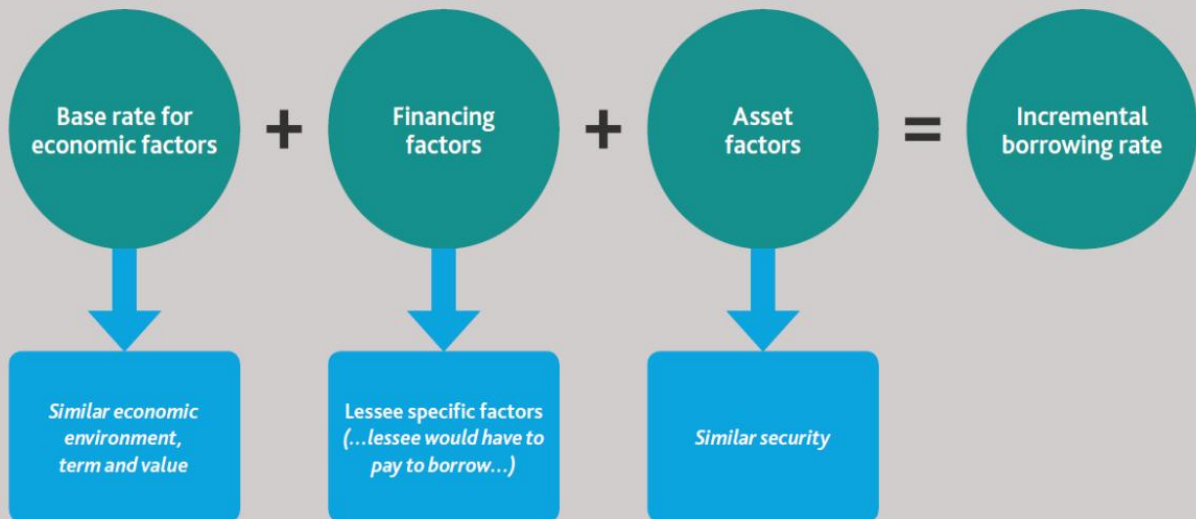 Base rate for
economic factors
+
Financing
factors
+
Asset
factors
=
Incremental
borrowing rate
Similar economic
environment,
term and value
Lessee specific factors
(...lessee would have to
pay to borrow...)
Similar security